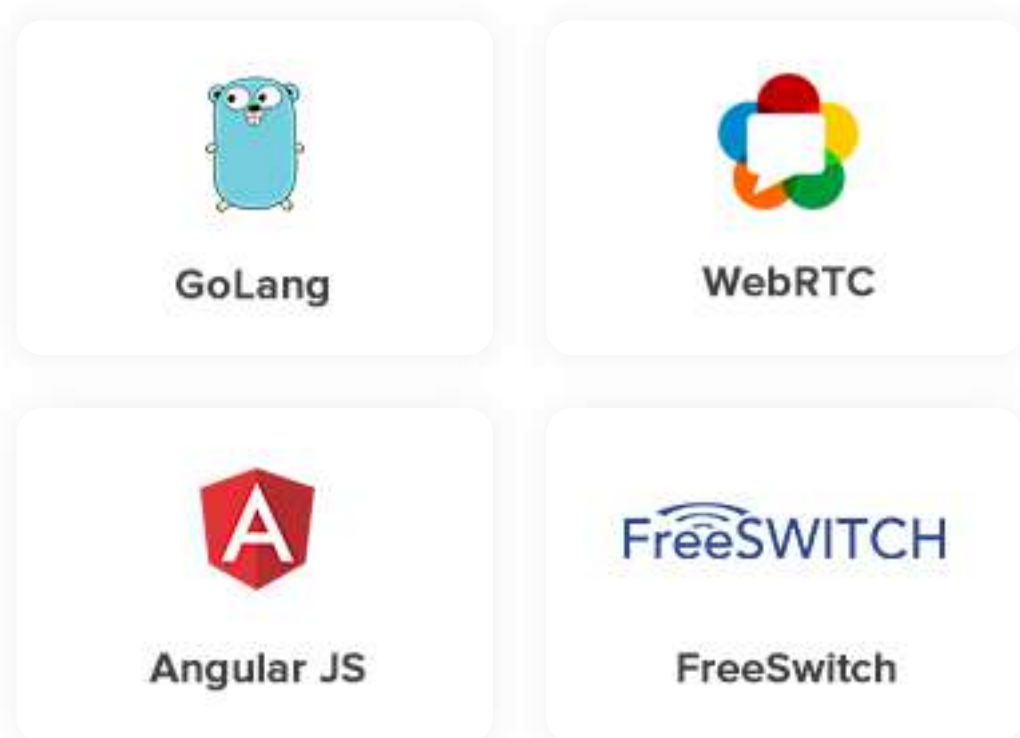 GoLang
WebRTC
A
Angular JS
FreeSWITCH
FreeSwitch